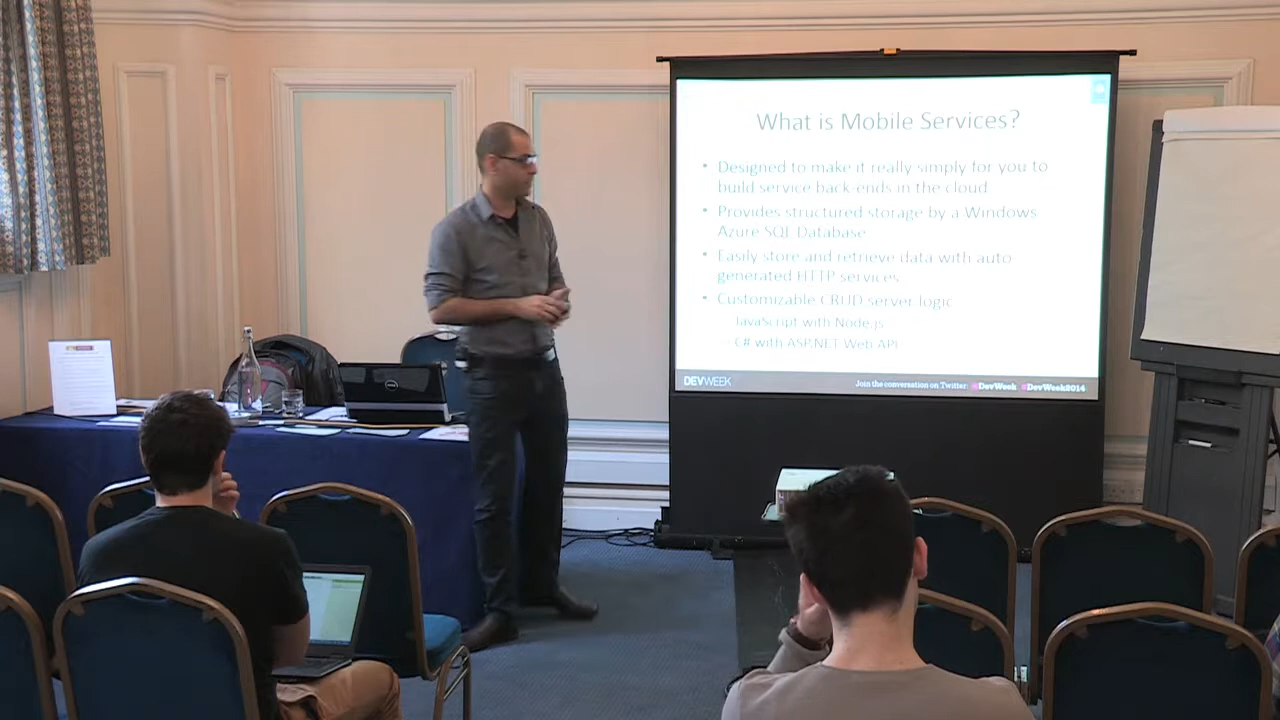 What is Mobile Services?
• Designed to make it really simply for you to
build service back-ends in the cloud
• Provides structured storage by a Windows
Azure SQL Database
• Easily store and retrieve data with auto
generated HTTP services
• Customizable CRUD server logic
JavaScript with Node.js
– C# with ASP.NET Web API
DEVWEEK
Join the conversation on Twitter: @DevWeek #DevWeek2014
DELL